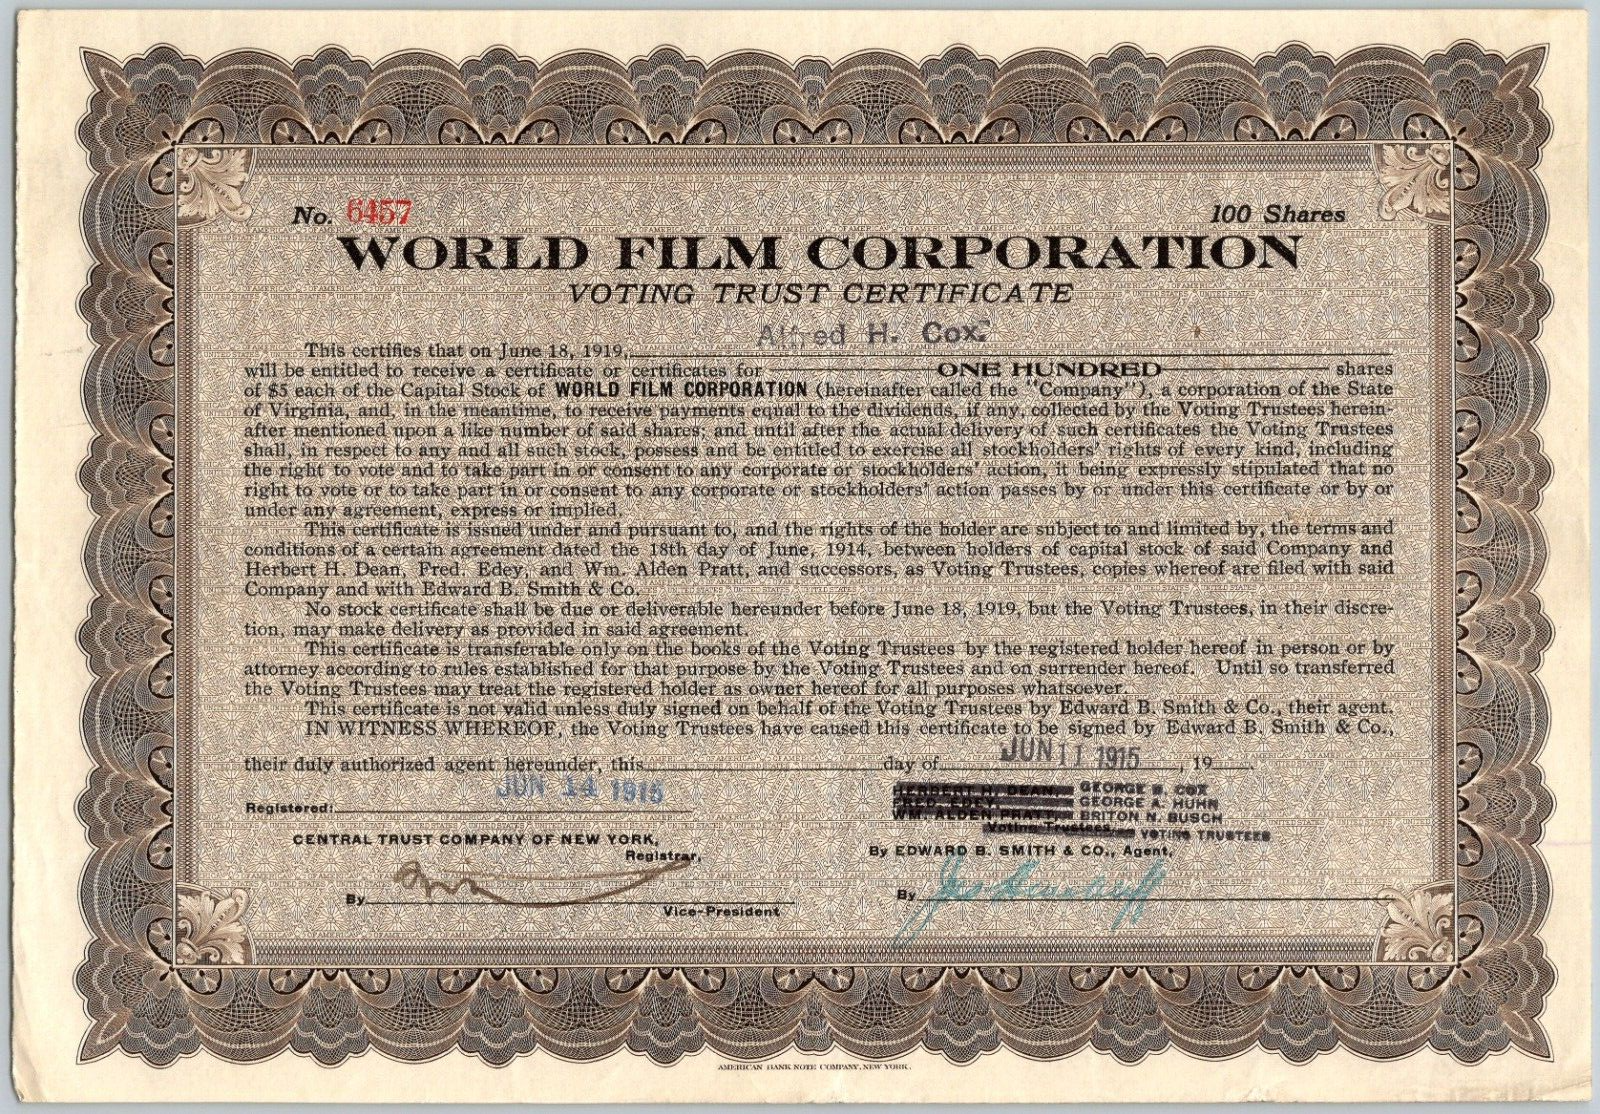 No. 6457
100 Shares
WORLD FILM CORPORATION
VOTING TRUST CERTIFICATE
Alfred H. Cox.
This certifies that on June 18, 1919,
will be entitled to receive a certificate or certificates for ONE HUNDRED shares
of $5 each of the Capital Stock of WORLD FILM CORPORATION (hereinafter called the "Company"), a corporation of the State
of Virginia, and, in the meantime, to receive payments equal to the dividends, if any, collected by the Voting Trustees herein-
after mentioned upon a like number of said shares; and until after the actual delivery of such certificates the Voting Trustees
shall, in respect to any and all such stock, possess and be entitled to exercise all stockholders' rights of every kind, including
the right to vote and to take part in or consent to any corporate or stockholders' action, it being expressly stipulated that no
right to vote or to take part in or consent to any corporate or stockholders' action passes by or under this certificate or by or
under any agreement, express or implied.
This certificate is issued under and pursuant to, and the rights of the holder are subject to and limited by, the terms and
conditions of a certain agreement dated the 18th day of June, 1914, between holders of capital stock of said Company and
Herbert H. Dean, Fred. Edey, and Wm. Alden Pratt, and successors, as Voting Trustees, copies whereof are filed with said
Company and with Edward B. Smith & Co.
No stock certificate shall be due or deliverable hereunder before June 18, 1919, but the Voting Trustees, in their discre-
tion, may make delivery as provided in said agreement.
This certificate is transferable only on the books of the Voting Trustees by the registered holder hereof in person or by
attorney according to rules established for that purpose by the Voting Trustees and on surrender hereof. Until so transferred
the Voting Trustees may treat the registered holder as owner hereof for all purposes whatsoever.
This certificate is not valid unless duly signed on behalf of the Voting Trustees by Edward B. Smith & Co., their agent.
IN WITNESS WHEREOF, the Voting Trustees have caused this certificate to be signed by Edward B. Smith & Co.,
their duly authorized agent hereunder, this day of JUN 11 1915, 19
Registered: JUN 14 1915
HERBERT H. DEAN, GEORGE B. COX
FRED. EDEY, GEORGE A. HUHN
WM. ALDEN PRATT, BRITON N. BUSCH
Voting Trustees VOTING TRUSTEES
CENTRAL TRUST COMPANY OF NEW YORK,
Registrar,
By EDWARD B. SMITH & CO., Agent,
By
Vice-President
By
AMERICAN BANK NOTE COMPANY, NEW YORK.